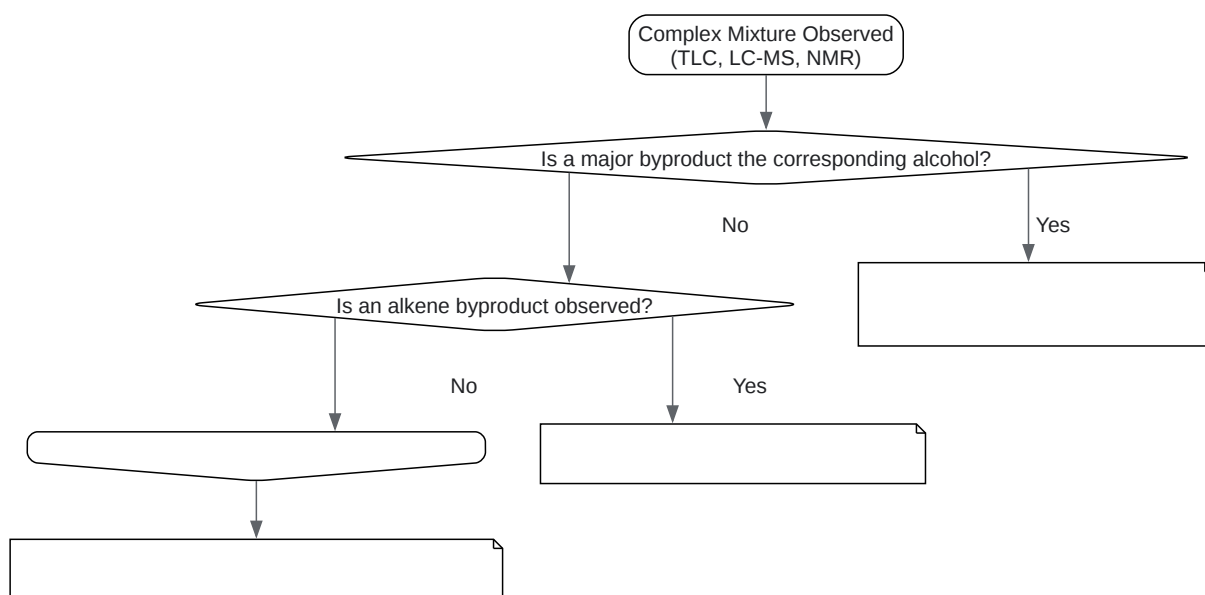 Complex Mixture Observed
(TLC, LC-MS, NMR)
Is a major byproduct the corresponding alcohol?
No
Yes
Is an alkene byproduct observed?
No
Yes